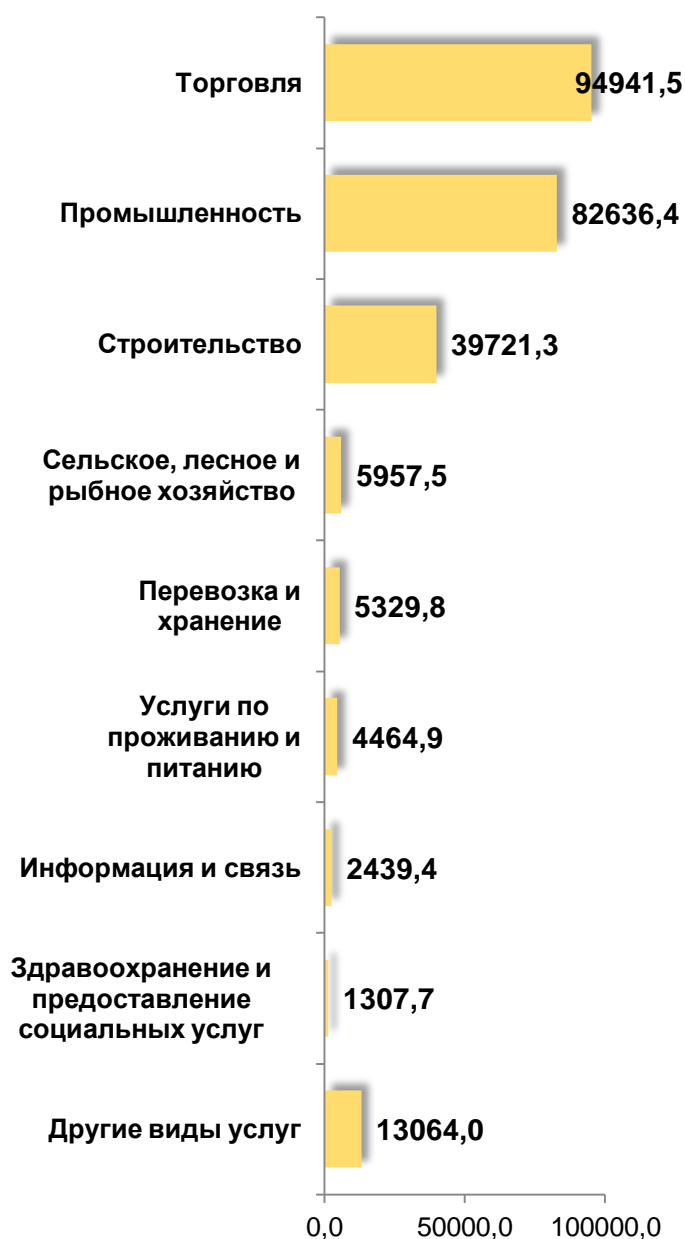 Торговля
94941,5
Промышленность
82636,4
Строительство
39721,3
Сельское, лесное и
рыбное хозяйство
5957,5
Перевозка и
хранение
5329,8
Услуги по
проживанию и
питанию
4464,9
Информация и связь
2439,4
Здравоохранение и
предоставление
социальных услуг
1307,7
Другие виды услуг
13064,0
0,0 50000,0 100000,0